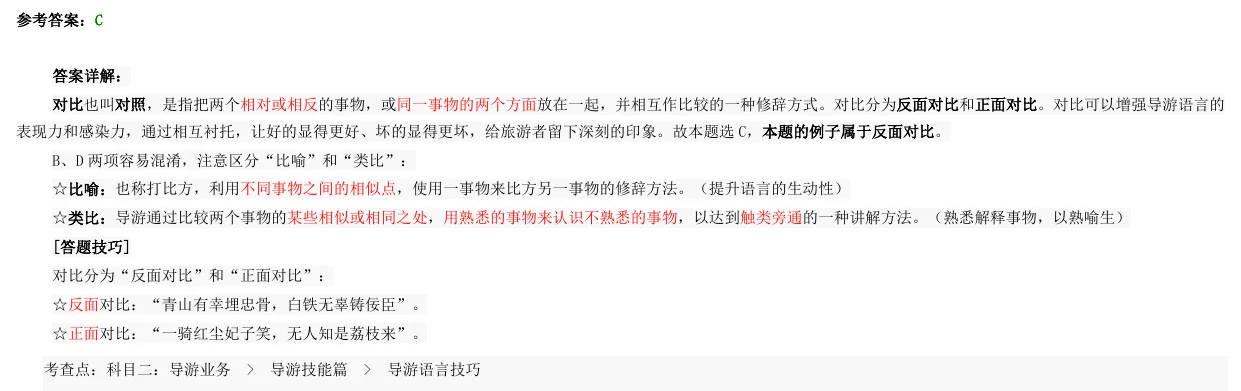 参考答案：C
答案详解：
对比也叫对照，是指把两个相对或相反的事物，或同一事物的两个方面放在一起，并相互作比较的一种修辞方式。对比分为反面对比和正面对比。对比可以增强导游语言的
表现力和感染力，通过相互衬托，让好的显得更好、坏的显得更坏，给旅游者留下深刻的印象。故本题选 C，本题的例子属于反面对比。
B、D 两项容易混淆，注意区分“比喻”和“类比”：
☆比喻：也称打比方，利用不同事物之间的相似点，使用一事物来比方另一事物的修辞方法。（提升语言的生动性）
☆类比：导游通过比较两个事物的某些相似或相同之处，用熟悉的事物来认识不熟悉的事物，以达到触类旁通的一种讲解方法。（熟悉解释事物，以熟喻生）
[答题技巧]
对比分为“反面对比”和“正面对比”：
☆反面对比：“青山有幸埋忠骨，白铁无辜铸佞臣”。
☆正面对比：“一骑红尘妃子笑，无人知是荔枝来”。
考查点：科目二：导游业务 > 导游技能篇 > 导游语言技巧